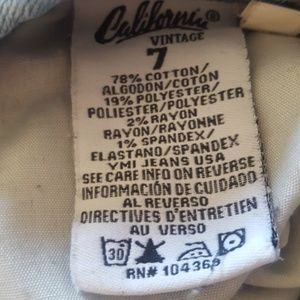 California
VINTAGE
7
78% COTTON/
ALGODON/COTON
19% POLYESTER/
POLIESTER/POLYESTER
2% RAYON
RAYON/RAYONNE
1% SPANDEX/
ELASTANO/SPANDEX
YMI JEANS USA
SEE CARE INFO ON REVERSE
INFORMACIÓN DE CUIDADO
AL REVERSO
DIRECTIVES D'ENTRETIEN
AU VERSO
30
RN# 104369